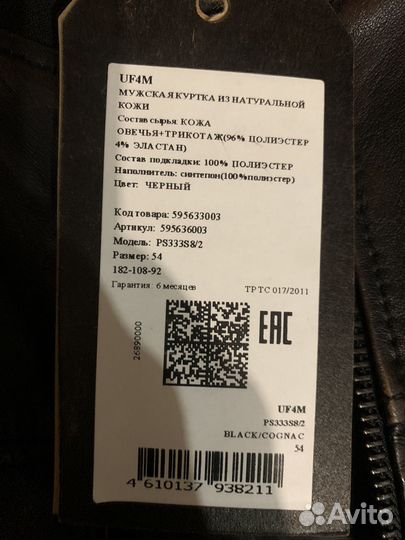 UF4M
МУЖСКАЯ КУРТКА ИЗ НАТУРАЛЬНОЙ
КОЖИ
Состав сырья: КОЖА
ОВЕЧЬЯ+ТРИКОТАЖ(96% ПОЛИЭСТЕР
4% ЭЛАСТАН)
Состав подкладки: 100% ПОЛИЭСТЕР
Наполнитель: синтепон(100%полиэстер)
Цвет: ЧЕРНЫЙ
Код товара: 595633003
Артикул: 595636003
Модель: PS333S8/2
Размер: 54
182-108-92
Гарантия: 6 месяцев
ТР ТС 017/2011
26890000
EAC
UF4M
PS333S8/2
BLACK/COGNAC
54
4 610137 938211
Avito